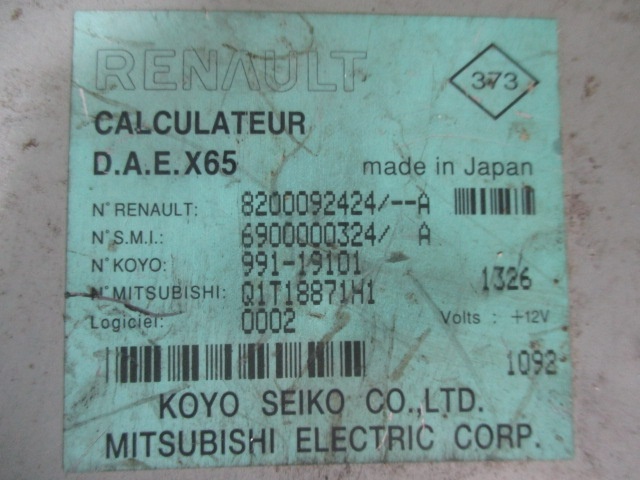 RENAULT 373
CALCULATEUR
D.A.E.X65 made in Japan
N° RENAULT: 8200092424/--A
N° S.M.I.: 6900000324/ A
N° KOYO: 991-19101 1326
N° MITSUBISHI: Q1T18871H1
Logiciel: 0002 Volts : +12V
1092
KOYO SEIKO CO.,LTD.
MITSUBISHI ELECTRIC CORP.